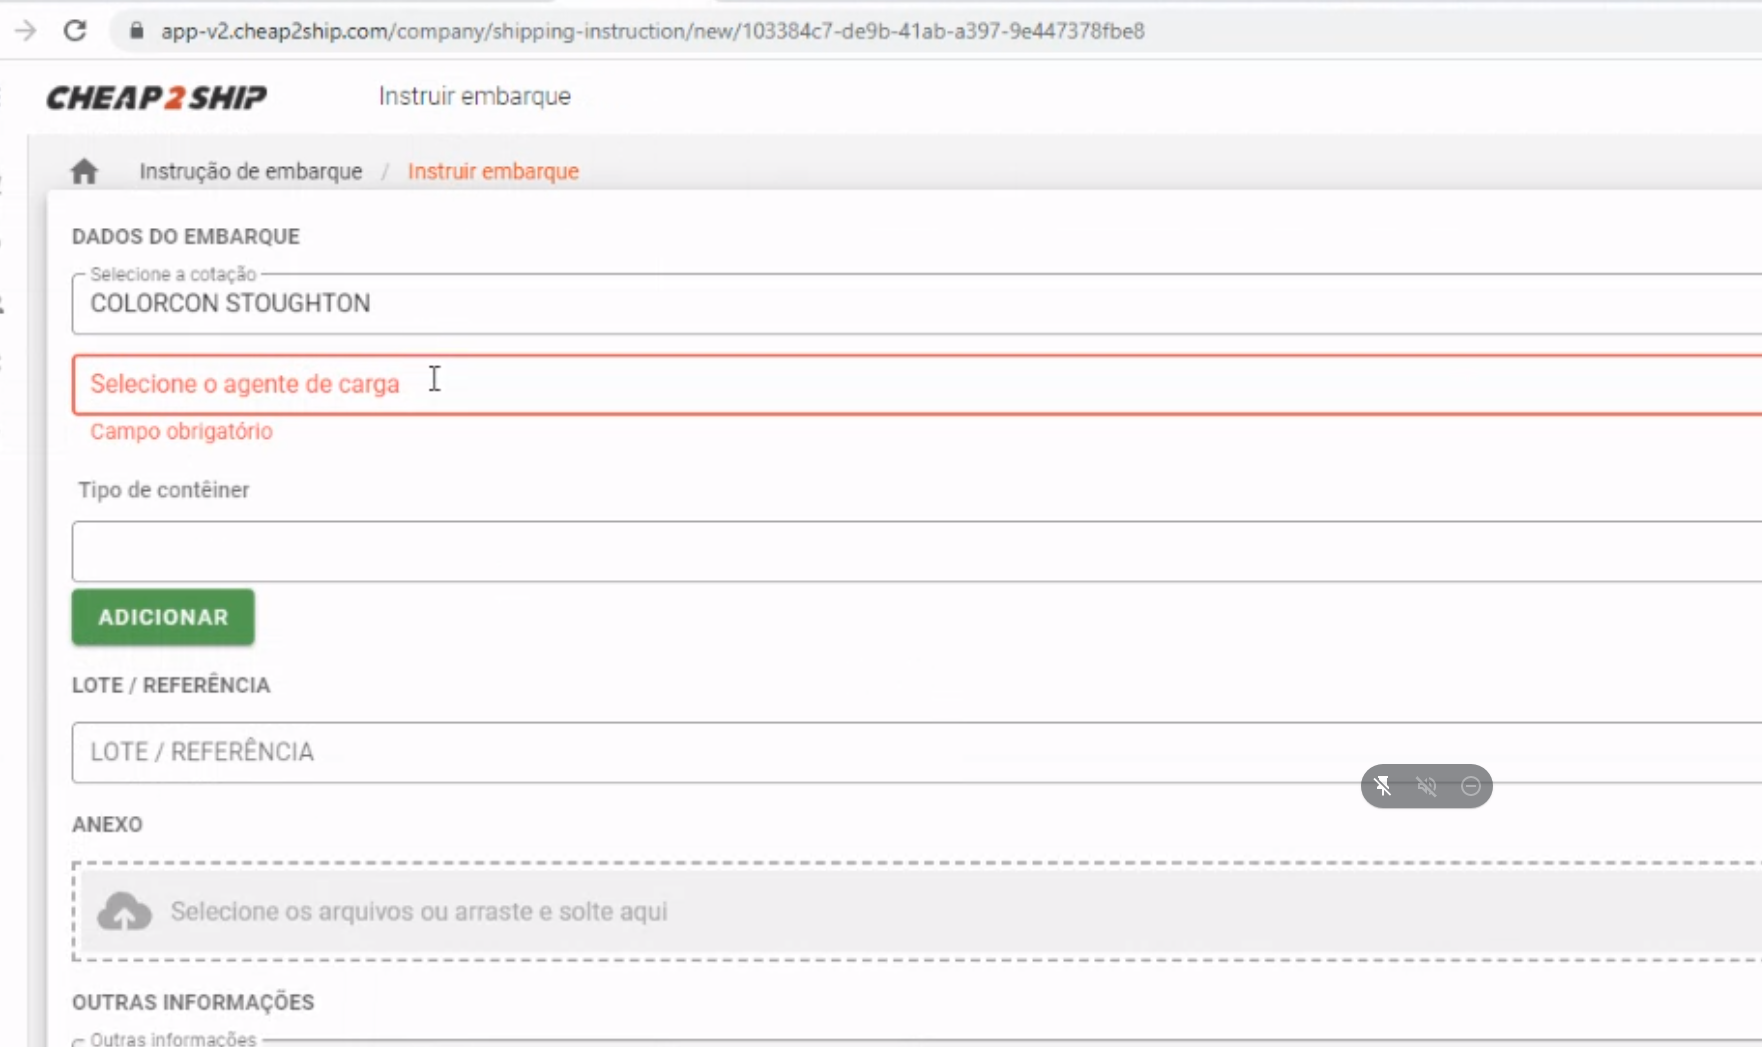 app-v2.cheap2ship.com/company/shipping-instruction/new/103384c7-de9b-41ab-a397-9e447378fbe8
CHEAP2SHIP Instruir embarque
Instrução de embarque / Instruir embarque
DADOS DO EMBARQUE
Selecione a cotação
COLORCON STOUGHTON
Selecione o agente de carga
Campo obrigatório
Tipo de contêiner
ADICIONAR
LOTE / REFERÊNCIA
LOTE / REFERÊNCIA
ANEXO
Selecione os arquivos ou arraste e solte aqui
OUTRAS INFORMAÇÕES
Outras informações